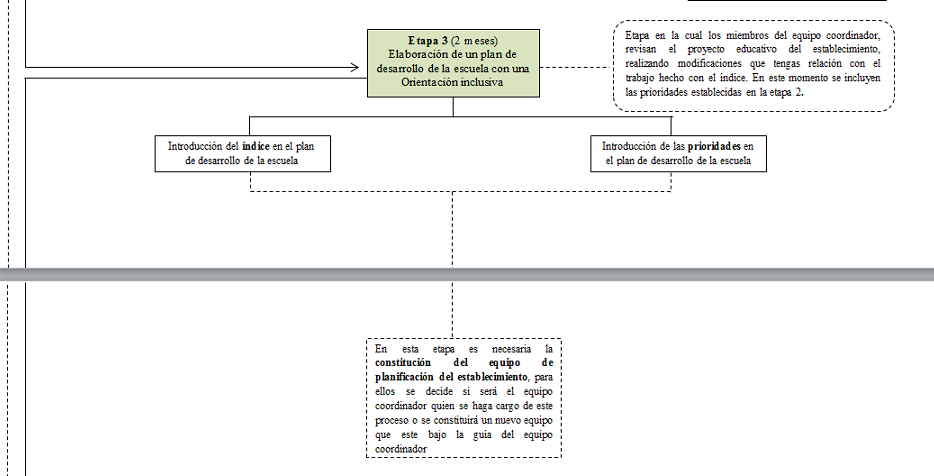 Etapa 3 (2 meses)
Elaboración de un plan de
desarrollo de la escuela con una
Orientación inclusiva
Etapa en la cual los miembros del equipo coordinador,
revisan el proyecto educativo del establecimiento,
realizando modificaciones que tengas relación con el
trabajo hecho con el índice. En este momento se incluyen
las prioridades establecidas en la etapa 2.
Introducción del índice en el plan
de desarrollo de la escuela
Introducción de las prioridades en
el plan de desarrollo de la escuela
En esta etapa es necesaria la
constitución del equipo de
planificación del establecimiento, para
ellos se decide si será el equipo
coordinador quien se haga cargo de este
proceso o se constituirá un nuevo equipo
que este bajo la guía del equipo
coordinador